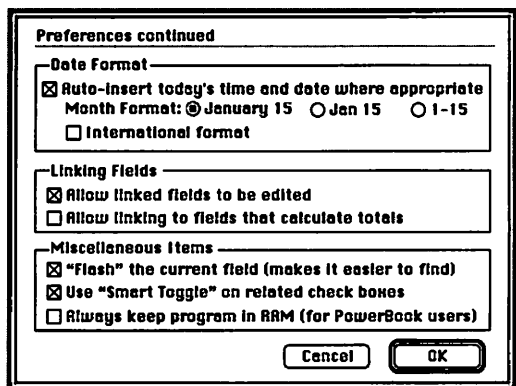 Preferences continued
Date Format
Auto-insert today's time and date where appropriate
Month Format: January 15 Jan 15 1-15
International format
Linking Fields
Allow linked fields to be edited
Allow linking to fields that calculate totals
Miscellaneous Items
"Flash" the current field (makes it easier to find)
Use "Smart Toggle" on related check boxes
Always keep program in RAM (for PowerBook users)
Cancel OK